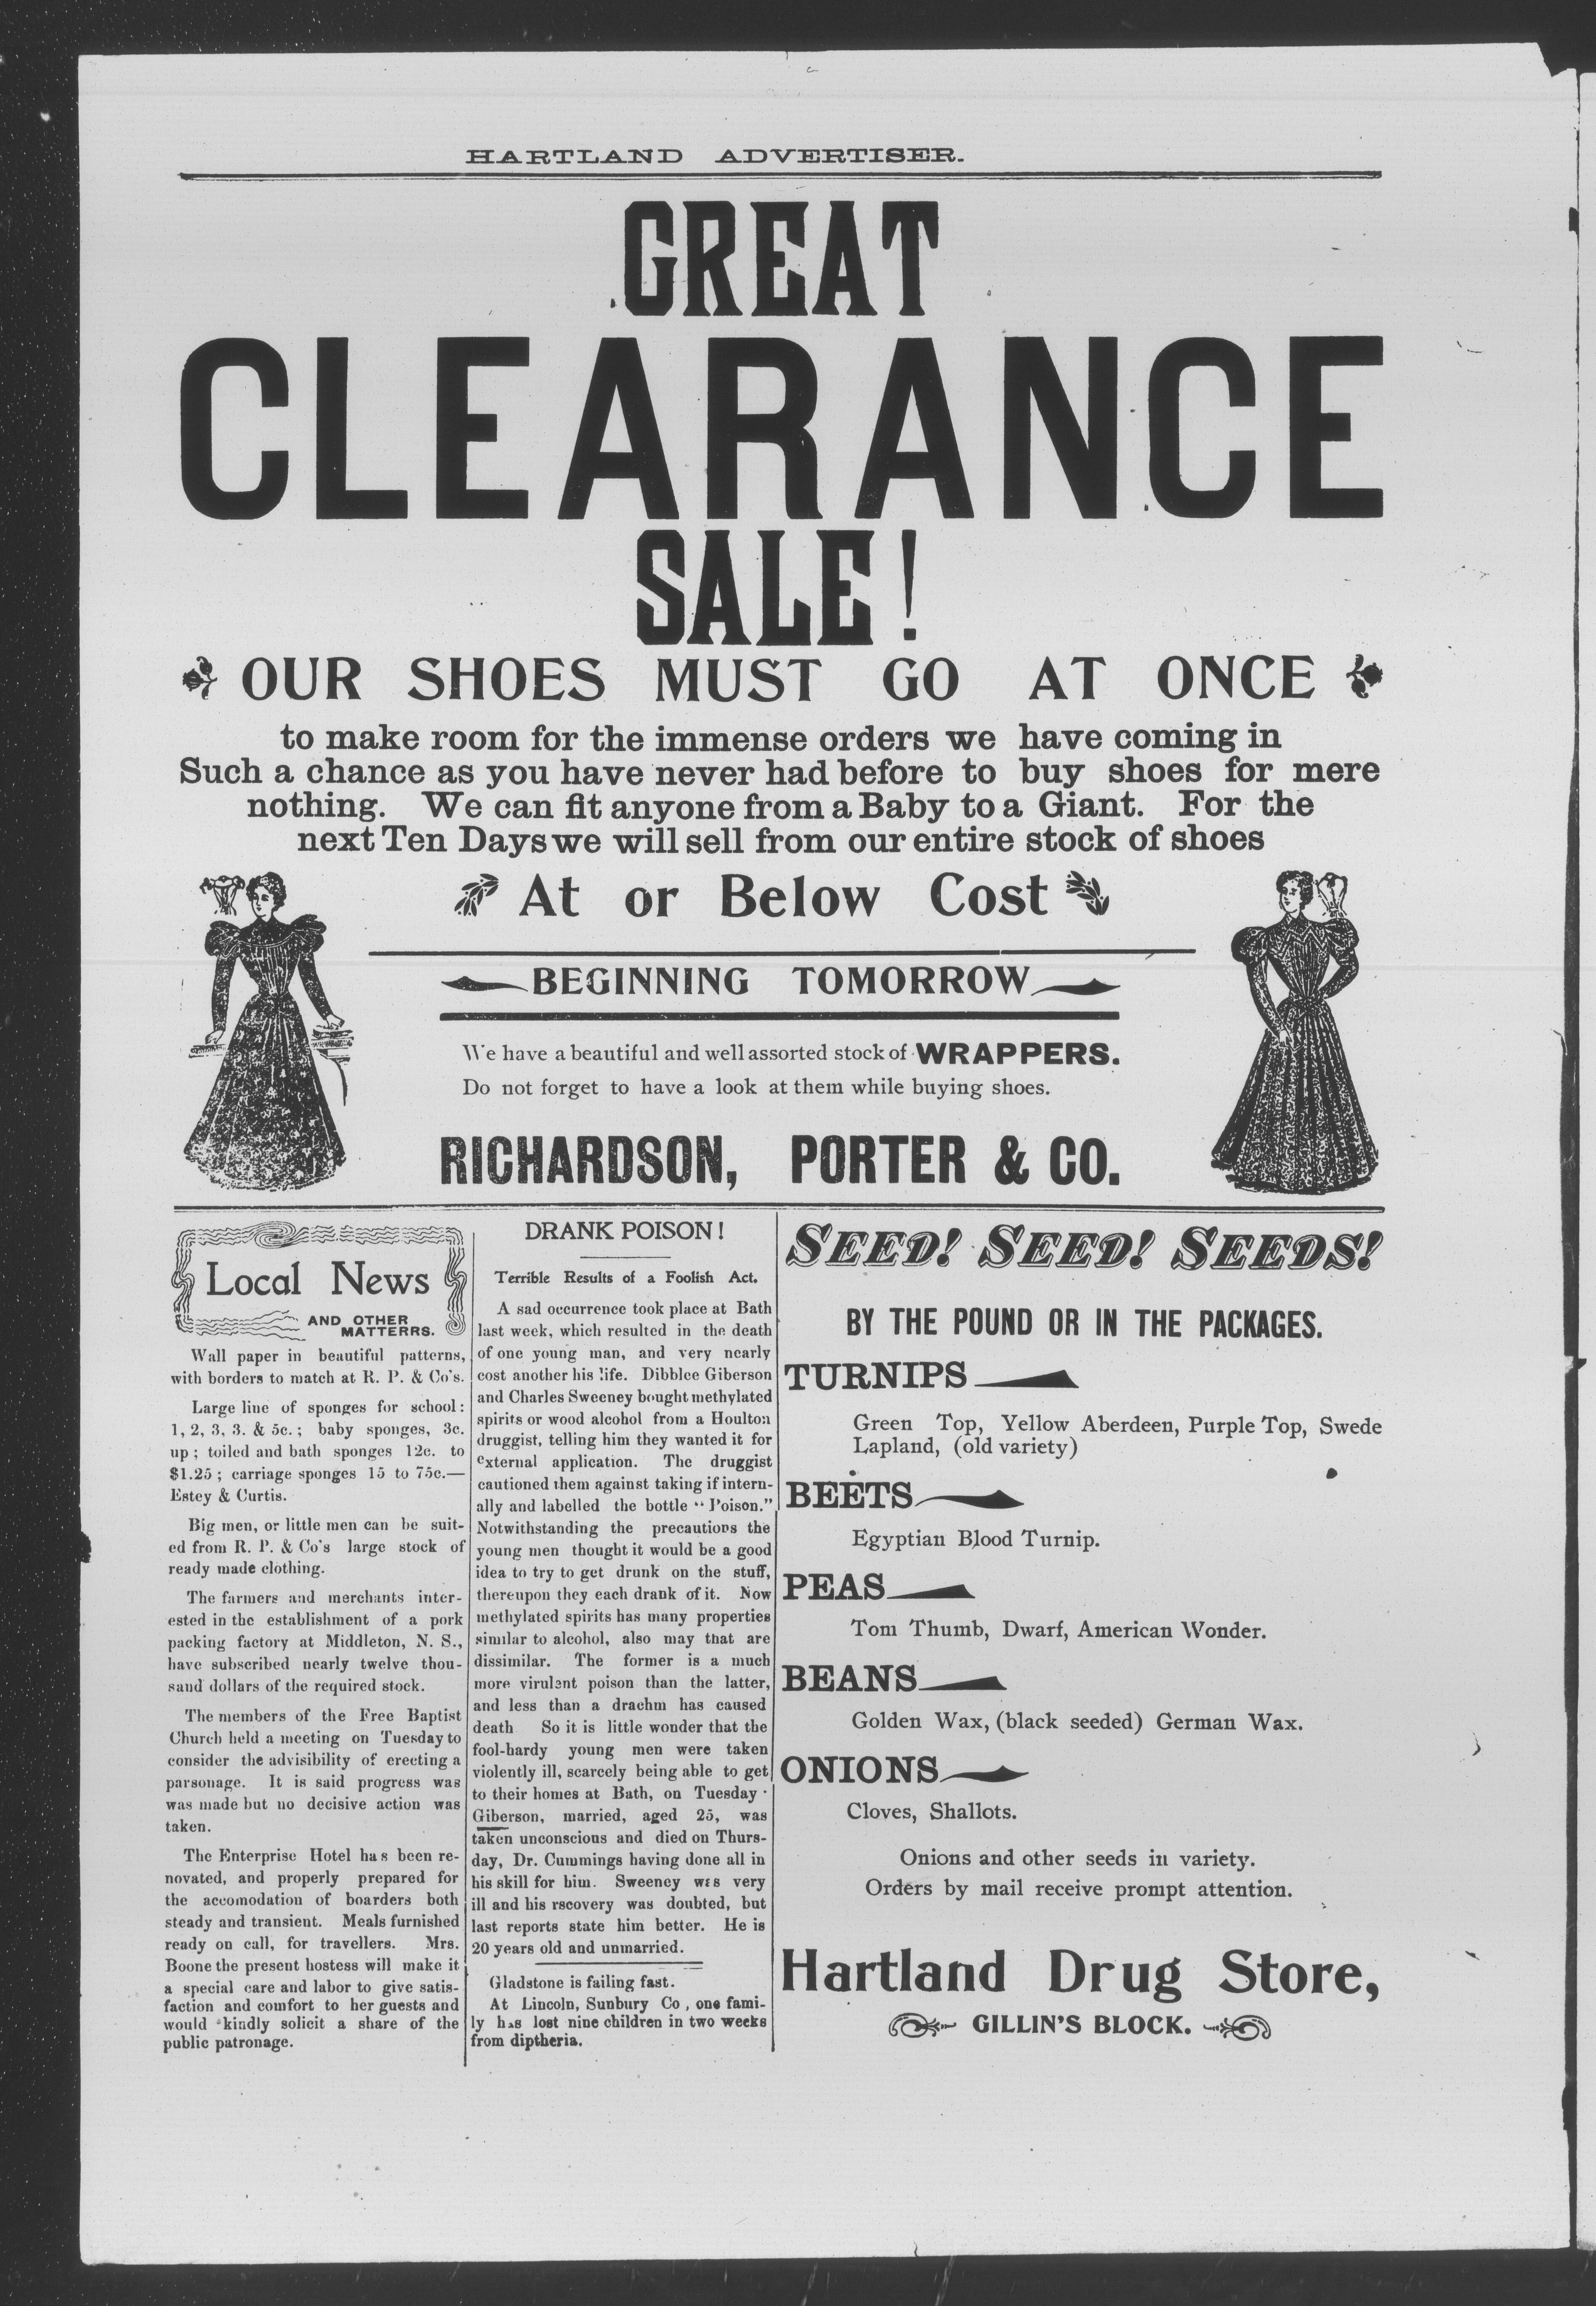 HARTLAND ADVERTISER.
GREAT
CLEARANCE
SALE!
OUR SHOES MUST GO AT ONCE
to make room for the immense orders we have coming in
Such a chance as you have never had before to buy shoes for mere
nothing. We can fit anyone from a Baby to a Giant. For the
next Ten Days we will sell from our entire stock of shoes
At or Below Cost
BEGINNING TOMORROW
We have a beautiful and well assorted stock of WRAPPERS.
Do not forget to have a look at them while buying shoes.
RICHARDSON, PORTER & CO.
Local News
AND OTHER
MATTERRS.
Wall paper in beautiful patterns,
with borders to match at R. P. & Co's.
Large line of sponges for school:
1, 2, 3, 3. & 5c.; baby sponges, 3c.
up; toiled and bath sponges 12c. to
$1.25; carriage sponges 15 to 75c.—
Estey & Curtis.
Big men, or little men can be suit-
ed from R. P. & Co's large stock of
ready made clothing.
The farmers and merchants inter-
ested in the establishment of a pork
packing factory at Middleton, N. S.,
have subscribed nearly twelve thou-
sand dollars of the required stock.
The members of the Free Baptist
Church held a meeting on Tuesday to
consider the advisibility of erecting a
parsonage. It is said progress was
was made but no decisive action was
taken.
The Enterprise Hotel has been re-
novated, and properly prepared for
the accomodation of boarders both
steady and transient. Meals furnished
ready on call, for travellers. Mrs.
Boone the present hostess will make it
a special care and labor to give satis-
faction and comfort to her guests and
would kindly solicit a share of the
public patronage.
DRANK POISON!
Terrible Results of a Foolish Act.
A sad occurrence took place at Bath
last week, which resulted in the death
of one young man, and very nearly
cost another his life. Dibblee Giberson
and Charles Sweeney bought methylated
spirits or wood alcohol from a Houlton
druggist, telling him they wanted it for
external application. The druggist
cautioned them against taking if intern-
ally and labelled the bottle "Poison."
Notwithstanding the precautions the
young men thought it would be a good
idea to try to get drunk on the stuff,
thereupon they each drank of it. Now
methylated spirits has many properties
similar to alcohol, also may that are
dissimilar. The former is a much
more virulent poison than the latter,
and less than a drachm has caused
death So it is little wonder that the
fool-hardy young men were taken
violently ill, scarcely being able to get
to their homes at Bath, on Tuesday
Giberson, married, aged 25, was
taken unconscious and died on Thurs-
day, Dr. Cummings having done all in
his skill for him. Sweeney was very
ill and his rscovery was doubted, but
last reports state him better. He is
20 years old and unmarried.
Gladstone is failing fast.
At Lincoln, Sunbury Co, one fami-
ly has lost nine children in two weeks
from diptheria.
SEED! SEED! SEEDS!
BY THE POUND OR IN THE PACKAGES.
TURNIPS
Green Top, Yellow Aberdeen, Purple Top, Swede
Lapland, (old variety)
BEETS
Egyptian Blood Turnip.
PEAS
Tom Thumb, Dwarf, American Wonder.
BEANS
Golden Wax, (black seeded) German Wax.
ONIONS
Cloves, Shallots.
Onions and other seeds in variety.
Orders by mail receive prompt attention.
Hartland Drug Store,
GILLIN'S BLOCK.